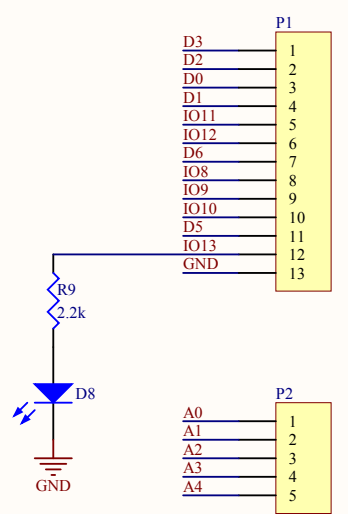 P1
D3 1
D2 2
D0 3
D1 4
IO11 5
IO12 6
D6 7
IO8 8
IO9 9
IO10 10
D5 11
IO13 12
GND 13
R9
2.2k
D8
GND
P2
A0 1
A1 2
A2 3
A3 4
A4 5